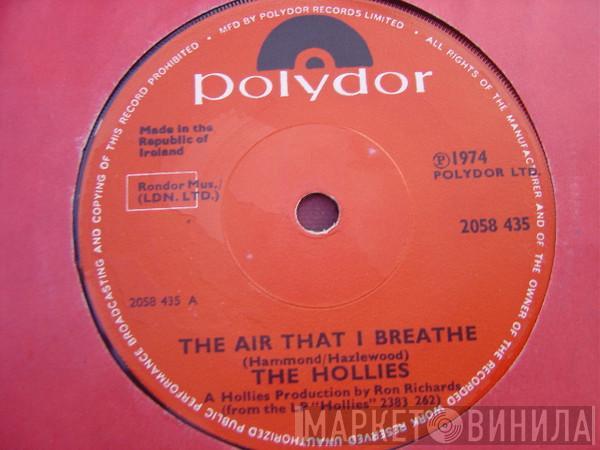 MFD BY POLYDOR RECORDS LIMITED • ALL RIGHTS OF THE MANUFACTURER AND OF THE OWNER OF THE RECORDED WORK RESERVED UNAUTHORIZED PUBLIC PERFORMANCE BROADCASTING AND COPYING OF THIS RECORD PROHIBITED •
polydor
Made in the
Republic of
Ireland
℗1974
POLYDOR LTD
Rondor Mus./
(LDN. LTD.)
2058 435
2058 435 A
THE AIR THAT I BREATHE
(Hammond/Hazlewood)
THE HOLLIES
A Hollies Production by Ron Richards
(from the LP "Hollies" 2383 262)
МАРКЕТОВИНИЛА